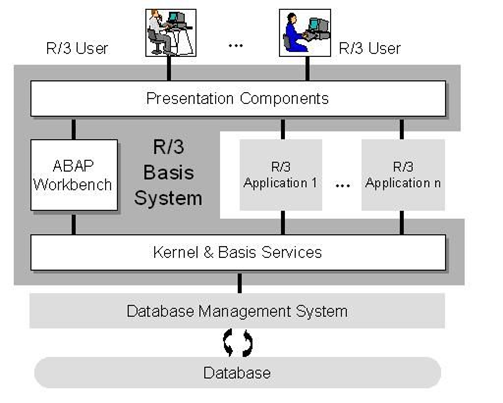 R/3 User
...
R/3 User
Presentation Components
ABAP
Workbench
R/3
Basis
System
R/3
Application 1
...
R/3
Application n
Kernel & Basis Services
Database Management System
Database